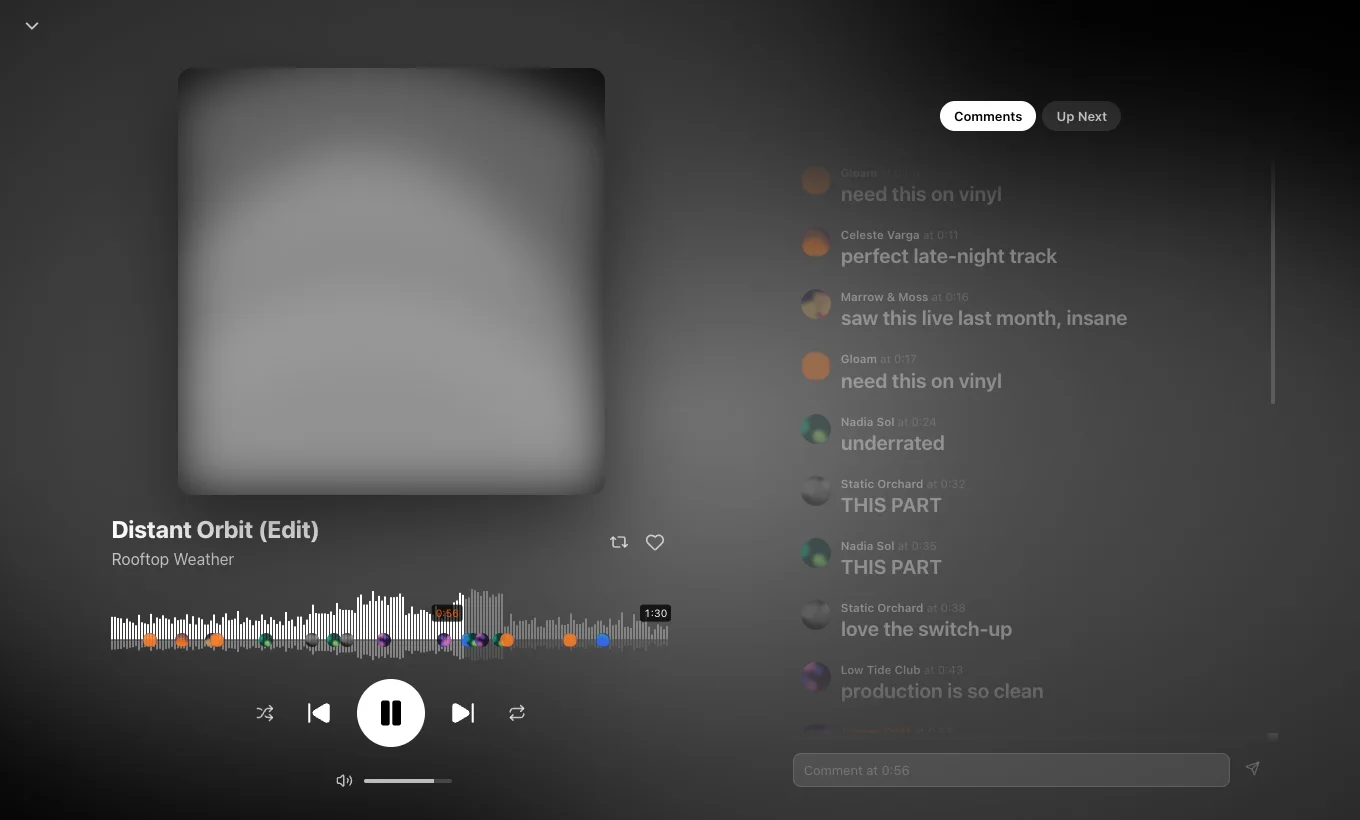 Distant Orbit (Edit)
Rooftop Weather
0:56
1:30
Comments
Up Next
Gloam
need this on vinyl
Celeste Varga at 0:11
perfect late-night track
Marrow & Moss at 0:16
saw this live last month, insane
Gloam at 0:17
need this on vinyl
Nadia Sol at 0:24
underrated
Static Orchard at 0:32
THIS PART
Nadia Sol at 0:35
THIS PART
Static Orchard at 0:38
love the switch-up
Low Tide Club at 0:43
production is so clean
Comment at 0:56